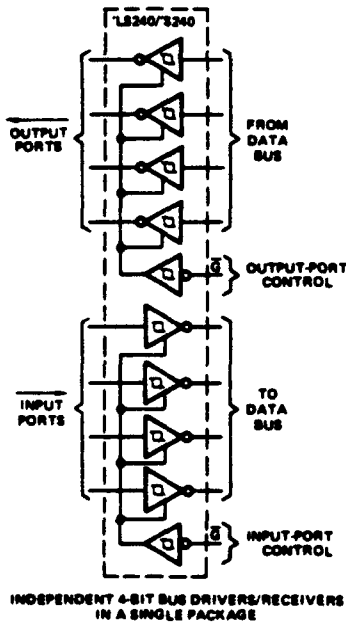 'LS240/'S240
OUTPUT
PORTS
FROM
DATA
BUS
G
OUTPUT-PORT
CONTROL
INPUT
PORTS
TO
DATA
BUS
G
INPUT-PORT
CONTROL
INDEPENDENT 4-BIT BUS DRIVERS/RECEIVERS
IN A SINGLE PACKAGE